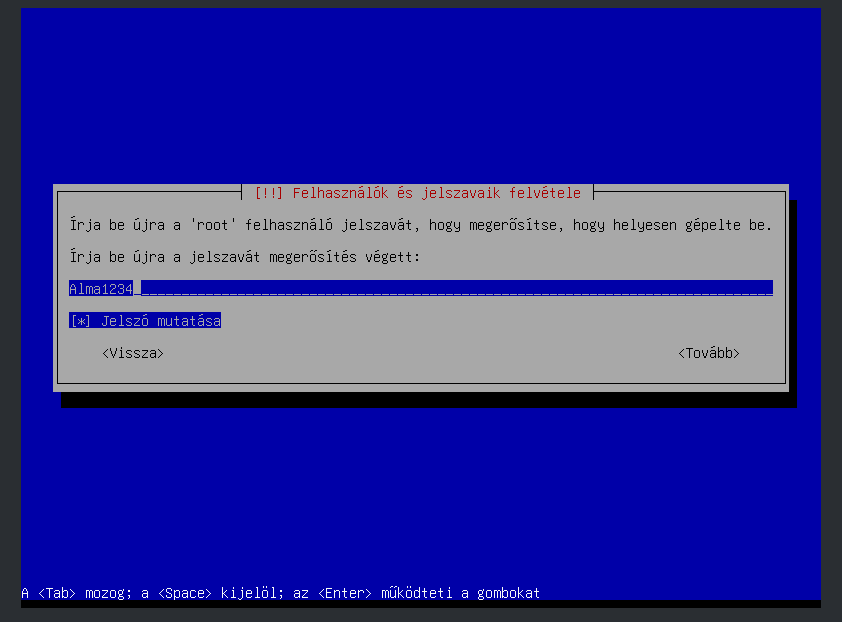 [!!] Felhasználók és jelszavaik felvétele
Írja be újra a 'root' felhasználó jelszavát, hogy megerősítse, hogy helyesen gépelte be.
Írja be újra a jelszavát megerősítés végett:
Alma1234
[*] Jelszó mutatása
<Vissza> <Tovább>
A <Tab> mozog; a <Space> kijelöl; az <Enter> működteti a gombokat